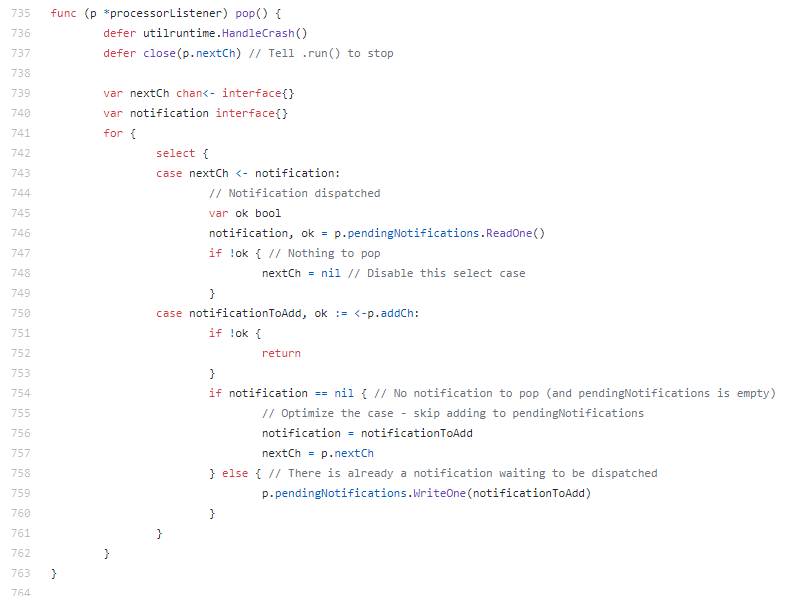 735 func (p *processorListener) pop() {
736 defer utilruntime.HandleCrash()
737 defer close(p.nextCh) // Tell .run() to stop
738
739 var nextCh chan<- interface{}
740 var notification interface{}
741 for {
742 select {
743 case nextCh <- notification:
744 // Notification dispatched
745 var ok bool
746 notification, ok = p.pendingNotifications.ReadOne()
747 if !ok { // Nothing to pop
748 nextCh = nil // Disable this select case
749 }
750 case notificationToAdd, ok := <-p.addCh:
751 if !ok {
752 return
753 }
754 if notification == nil { // No notification to pop (and pendingNotifications is empty)
755 // Optimize the case - skip adding to pendingNotifications
756 notification = notificationToAdd
757 nextCh = p.nextCh
758 } else { // There is already a notification waiting to be dispatched
759 p.pendingNotifications.WriteOne(notificationToAdd)
760 }
761 }
762 }
763 }
764